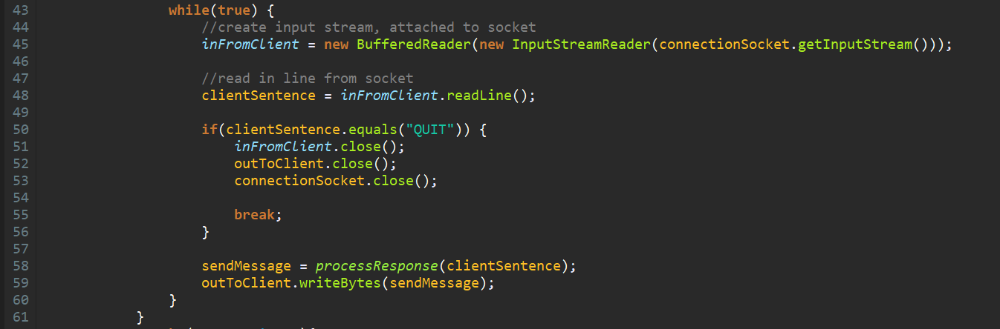 43 while(true) {
44 //create input stream, attached to socket
45 inFromClient = new BufferedReader(new InputStreamReader(connectionSocket.getInputStream()));
46
47 //read in line from socket
48 clientSentence = inFromClient.readLine();
49
50 if(clientSentence.equals("QUIT")) {
51 inFromClient.close();
52 outToClient.close();
53 connectionSocket.close();
54
55 break;
56 }
57
58 sendMessage = processResponse(clientSentence);
59 outToClient.writeBytes(sendMessage);
60 }
61 }